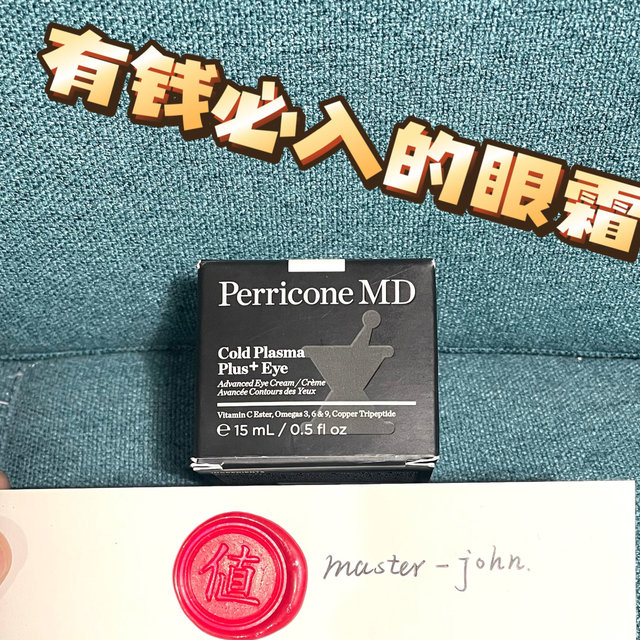 有钱必入的眼霜
Perricone MD
Cold Plasma
Plus+ Eye
Advanced Eye Cream / Crème
Avancée Contours des Yeux
Vitamin C Ester, Omegas 3, 6 & 9, Copper Tripeptide
℮ 15 mL / 0.5 fl oz
値
master-john.